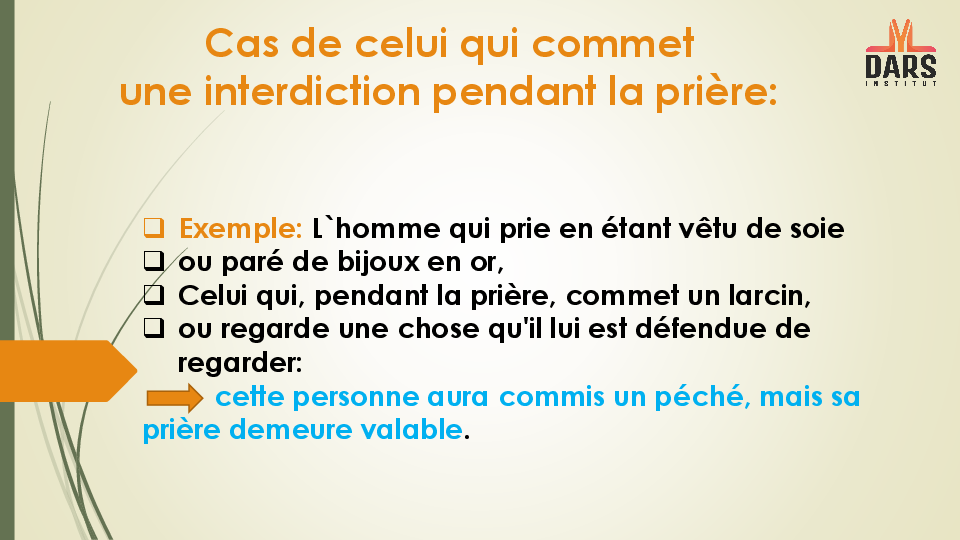 Cas de celui qui commet
une interdiction pendant la prière:
DARS
INSTITUT
Exemple: L`homme qui prie en étant vêtu de soie
ou paré de bijoux en or,
Celui qui, pendant la prière, commet un larcin,
ou regarde une chose qu'il lui est défendue de
regarder:
cette personne aura commis un péché, mais sa
prière demeure valable.